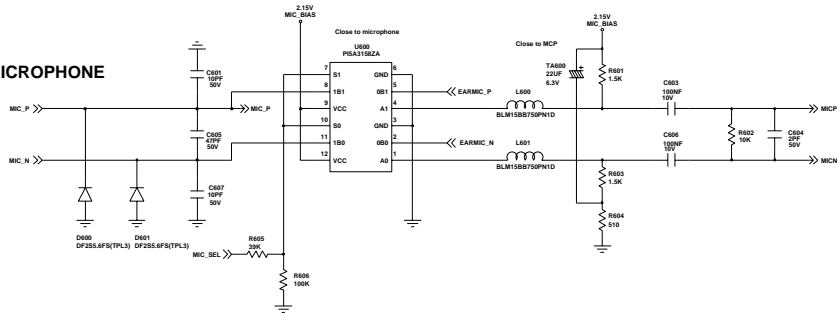 2.15V
MIC_BIAS
2.15V
MIC_BIAS
Close to microphone
Close to MCP
U600
PI5A3158ZA
ICROPHONE
C601
10PF
50V
7
S1
GND
6
8
1B1
0B1
5
EARMIC_P
9
VCC
A1
4
10
S0
GND
3
11
1B0
0B0
2
EARMIC_N
12
VCC
A0
1
TA600
22UF
6.3V
R601
1.5K
L600
BLM15BB750PN1D
C603
100NF
10V
MIC_P
MIC_P
MICP
C605
47PF
50V
L601
BLM15BB750PN1D
C606
100NF
10V
R602
10K
C604
2PF
50V
MIC_N
MICN
C607
10PF
50V
R603
1.5K
R604
510
D600
DF2S5.6FS(TPL3)
D601
DF2S5.6FS(TPL3)
R605
39K
MIC_SEL
R606
100K